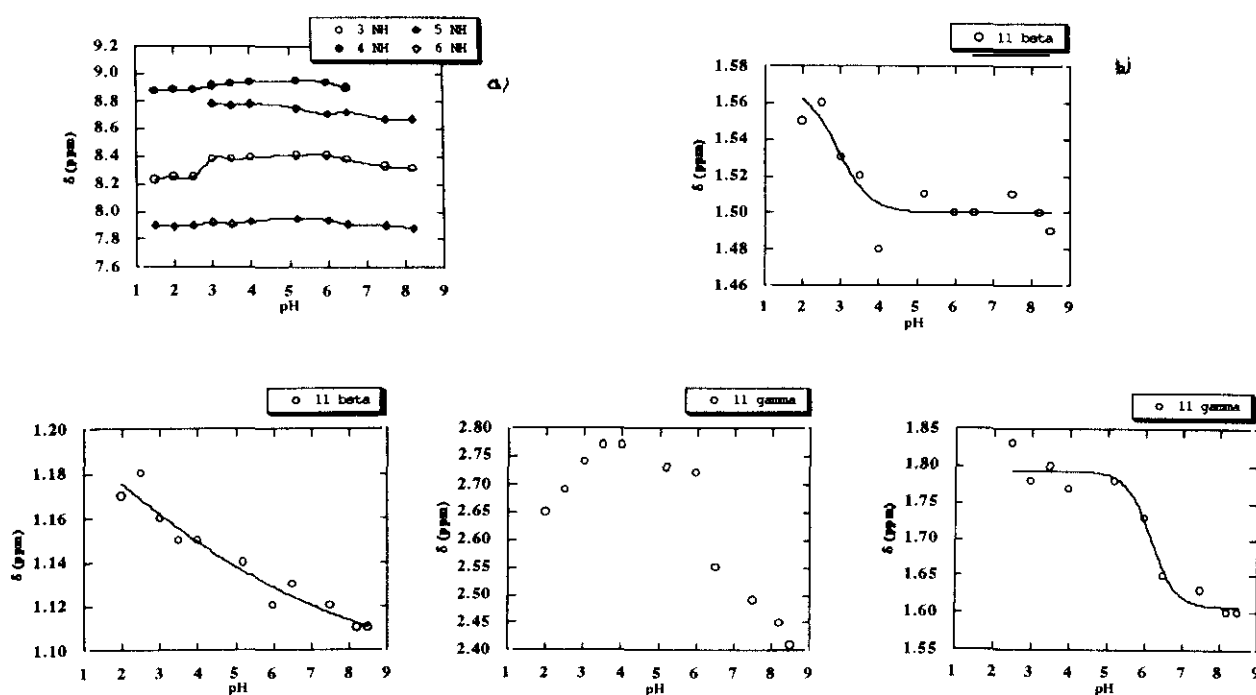 3 NH 5 NH
4 NH 6 NH
a)
9.2
9.0
8.8
8.6
8.4
8.2
8.0
7.8
7.6
δ (ppm)
1 2 3 4 5 6 7 8 9
pH
11 beta
b)
1.58
1.56
1.54
1.52
1.50
1.48
1.46
δ (ppm)
1 2 3 4 5 6 7 8 9
pH
11 beta
1.20
1.18
1.16
1.14
1.12
1.10
δ (ppm)
1 2 3 4 5 6 7 8 9
pH
11 gamma
2.80
2.75
2.70
2.65
2.60
2.55
2.50
2.45
2.40
δ (ppm)
1 2 3 4 5 6 7 8 9
pH
11 gamma
1.85
1.80
1.75
1.70
1.65
1.60
1.55
δ (ppm)
1 2 3 4 5 6 7 8 9
pH